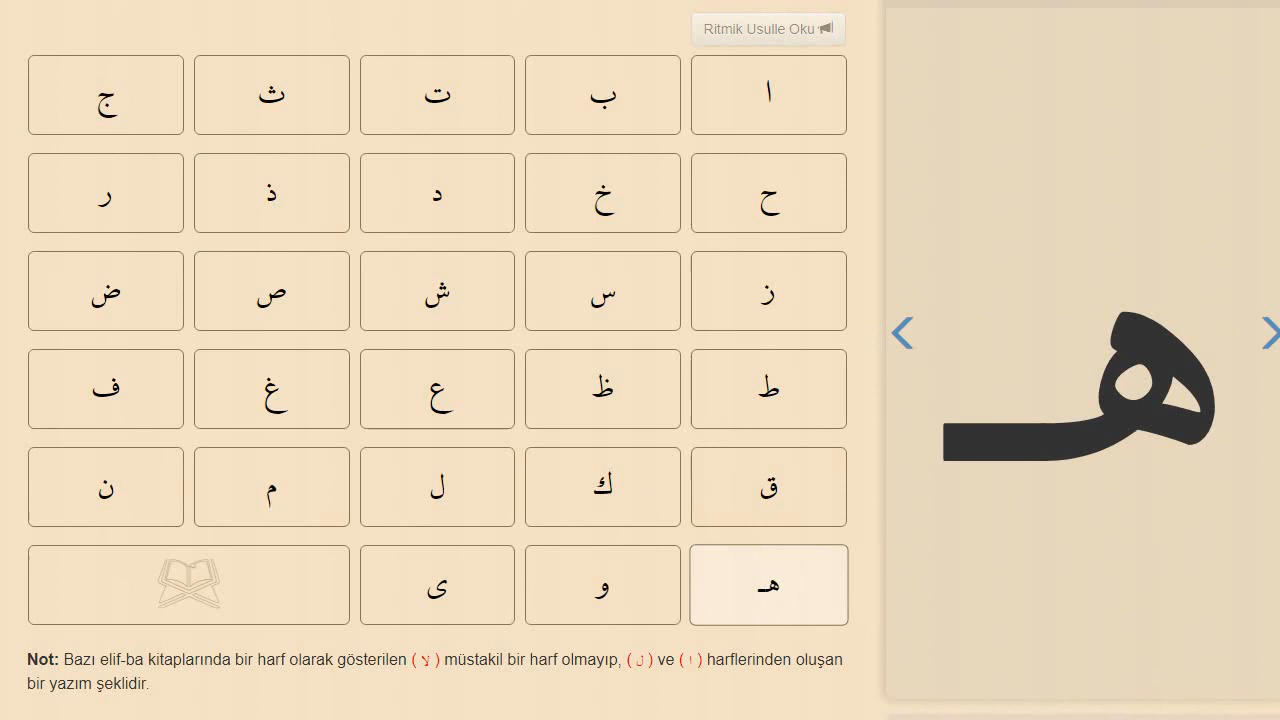 Ritmik Usulle Oku
ا ب ت ث ج
ح خ د ذ ر
ز س ش ص ض
ط ظ ع غ ف
ق ك ل م ن
هـ و ى
هـ
Not: Bazı elif-ba kitaplarında bir harf olarak gösterilen ( لا ) müstakil bir harf olmayıp, ( ل ) ve ( ا ) harflerinden oluşan
bir yazım şeklidir.